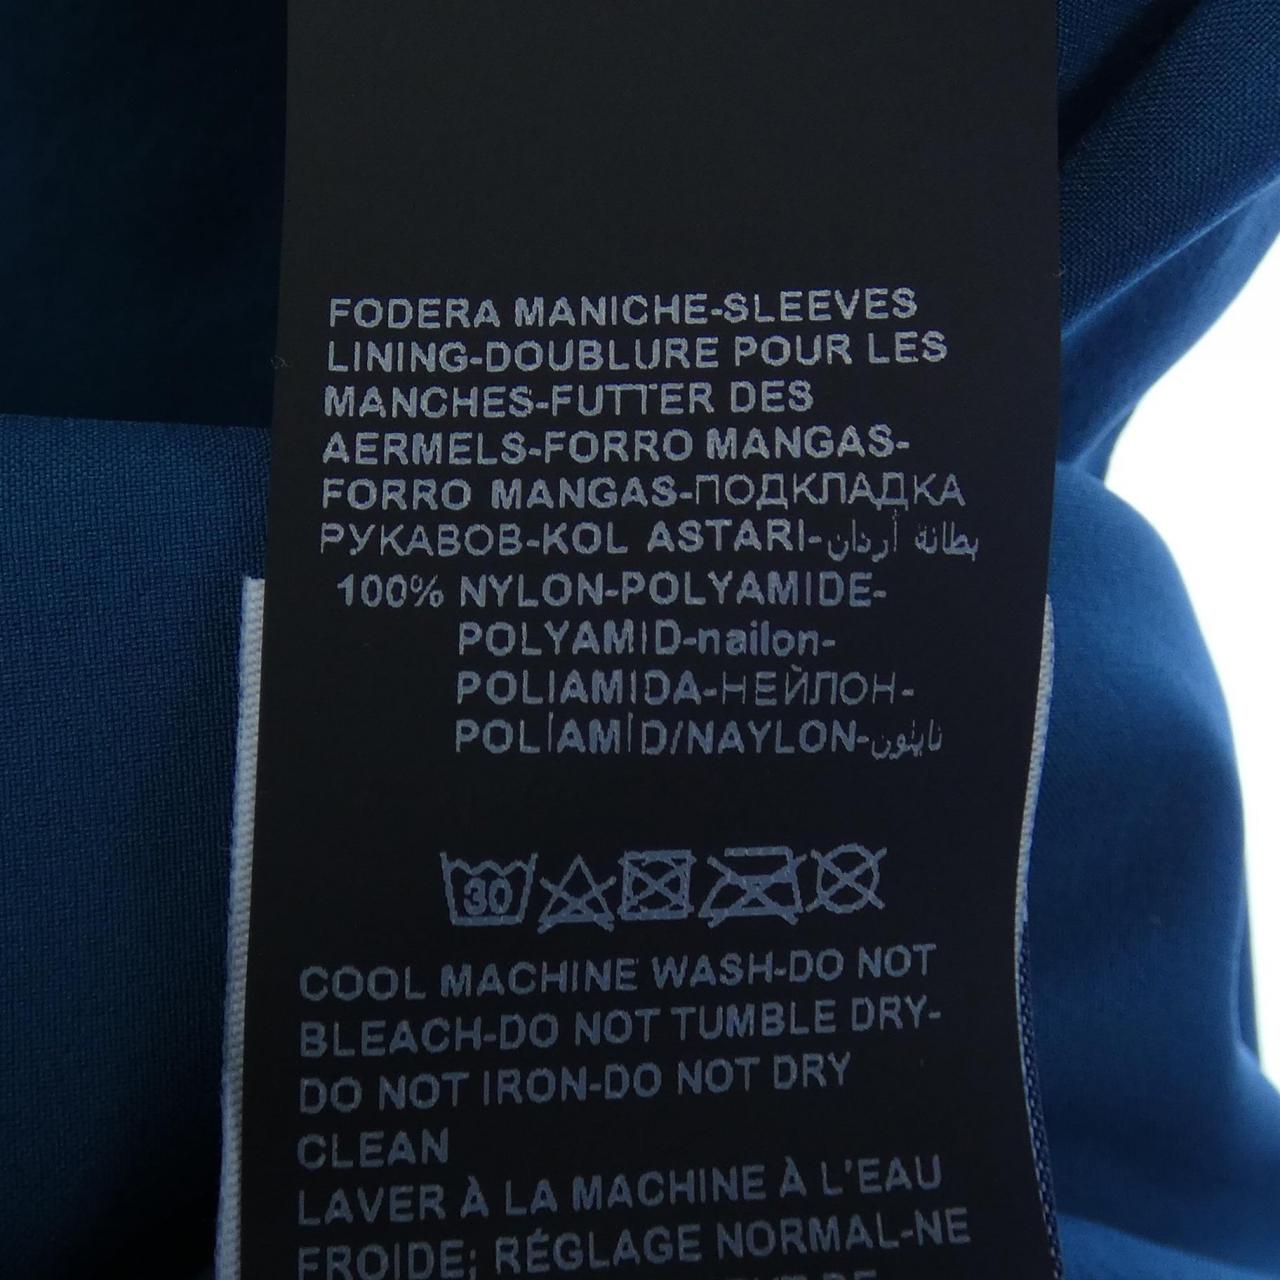 FODERA MANICHE-SLEEVES
LINING-DOUBLURE POUR LES
MANCHES-FUTTER DES
AERMELS-FORRO MANGAS-
FORRO MANGAS-ПОДКЛАДКА
РУКАВОВ-KOL ASTARI-بطانة أردان
100% NYLON-POLYAMIDE-
POLYAMID-nailon-
POLIAMIDA-НЕЙЛОН-
POLİAMİD/NAYLON-نايلون
30
COOL MACHINE WASH-DO NOT
BLEACH-DO NOT TUMBLE DRY-
DO NOT IRON-DO NOT DRY
CLEAN
LAVER À LA MACHINE À L'EAU
FROIDE; RÉGLAGE NORMAL-NE